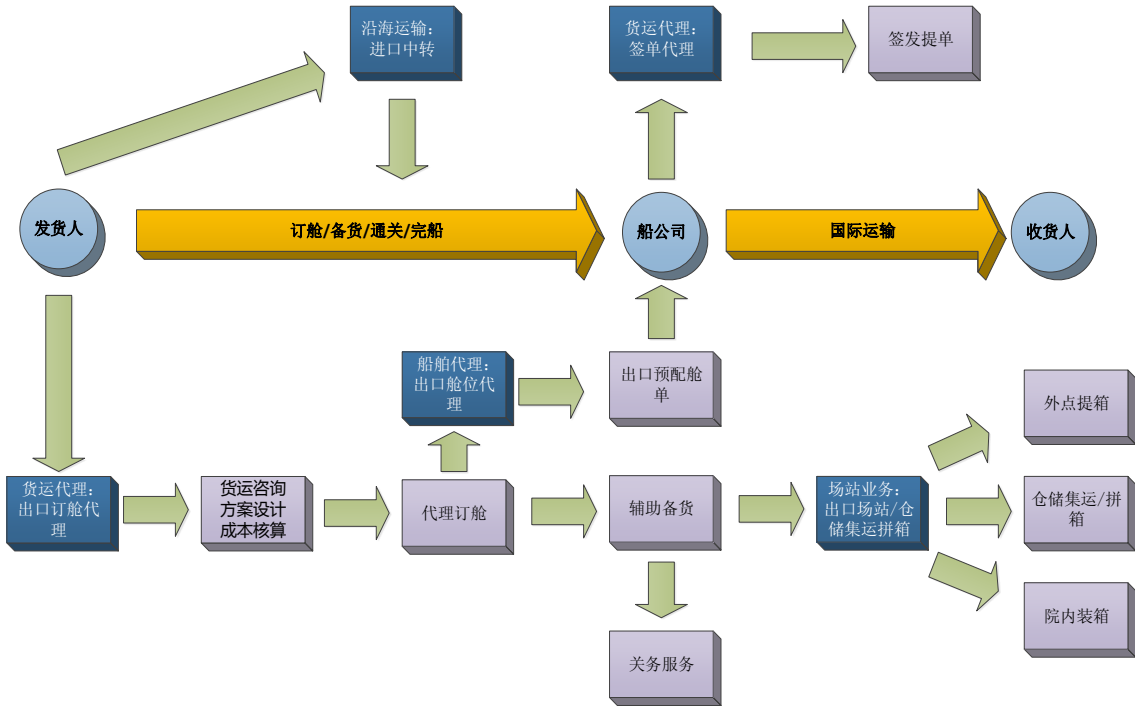 沿海运输：
进口中转
货运代理：
签单代理
签发提单
发货人
订舱/备货/通关/完船
船公司
国际运输
收货人
船舶代理：
出口舱位代
理
出口预配舱
单
外点提箱
货运代理：
出口订舱代
理
货运咨询
方案设计
成本核算
代理订舱
辅助备货
场站业务：
出口场站/仓
储集运拼箱
仓储集运/拼
箱
院内装箱
关务服务